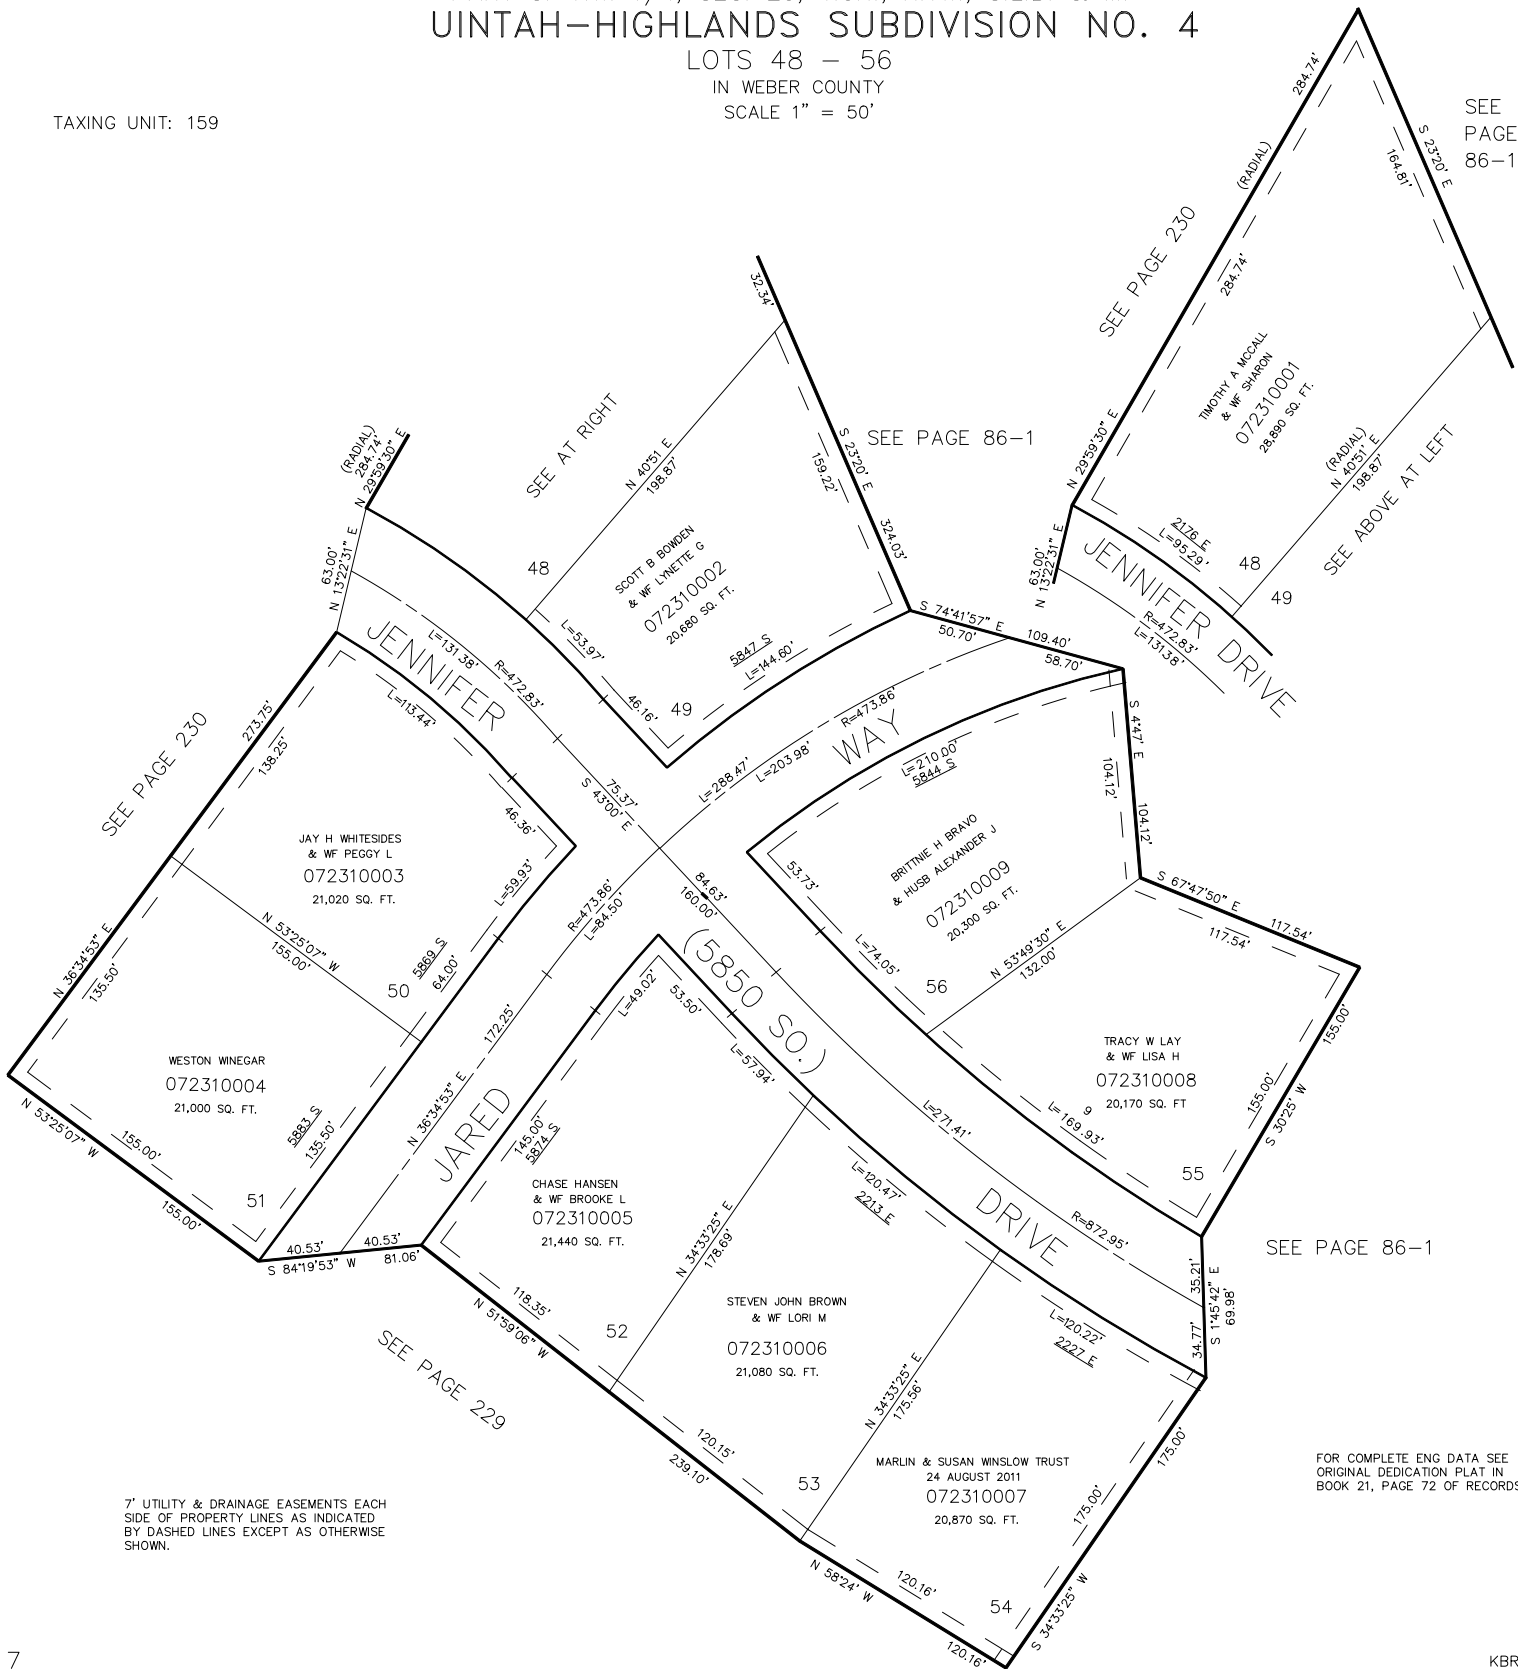 UINTAH-HIGHLANDS SUBDIVISION NO. 4
LOTS 48 - 56
IN WEBER COUNTY
SCALE 1" = 50'
TAXING UNIT: 159
SEE
PAGE
86-1
284.74'
(RADIAL)
S 23°20' E
164.81'
SEE PAGE 230
284.74'
TIMOTHY A MCCALL
& WF SHARON
072310001
28,890 SQ. FT.
N 29°59'30" E
(RADIAL)
N 40°51' E
198.87'
SEE ABOVE AT LEFT
2176 E
L=95.29'
48
49
63.00'
N 13°22'31" E
JENNIFER DRIVE
R=472.83'
L=131.38'
32.34'
SEE AT RIGHT
N 40°51 E
198.87'
S 23°20' E
159.22'
324.03'
SEE PAGE 86-1
(RADIAL)
284.74'
N 29°59'30" E
63.00'
N 13°22'31" E
48
SCOTT B BOWDEN
& WF LYNETTE G
072310002
20,680 SQ. FT.
5847 S
L=144.60'
L=53.97'
46.16'
49
S 74°41'57" E
50.70'
109.40'
58.70'
JENNIFER
L=131.38'
R=472.83'
L=113.44'
75.37'
S 43°00' E
R=473.86'
L=288.47'
L=203.98'
WAY
L=210.00'
5844 S
S 4°47' E
104.12'
104.12'
SEE PAGE 230
273.75'
138.25'
46.36'
JAY H WHITESIDES
& WF PEGGY L
072310003
21,020 SQ. FT.
L=59.93'
R=473.86'
L=84.50'
84.63'
160.00'
53.73'
BRITTNIE H BRAVO
& HUSB ALEXANDER J
072310009
20,300 SQ. FT.
S 67°47'50" E
117.54'
117.54'
N 53°25'07" W
155.00'
5869 S
64.00'
50
N 36°34'53" E
135.50'
(5850 SO.)
L=74.05'
56
N 53°49'30" E
132.00'
L=49.02'
53.50'
L=57.94'
172.25'
WESTON WINEGAR
072310004
21,000 SQ. FT.
TRACY W LAY
& WF LISA H
072310008
20,170 SQ. FT
155.00'
155.00'
S 30°25' W
9
L=169.93'
55
N 53°25'07" W
155.00'
155.00'
5883 S
135.50'
51
N 36°34'53" E
JARED
145.00'
5874 S
L=271.41'
L=120.47'
2213 E
CHASE HANSEN
& WF BROOKE L
072310005
21,440 SQ. FT.
DRIVE
R=872.95'
40.53'
40.53'
S 84°19'53" W
81.06'
N 34°33'25" E
178.69'
SEE PAGE 86-1
35.21'
S 1°45'42" E
69.98'
34.77'
118.35'
N 51°59'06" W
52
STEVEN JOHN BROWN
& WF LORI M
072310006
21,080 SQ. FT.
L=120.22'
2227 E
SEE PAGE 229
N 34°33'25" E
175.56'
120.15'
239.10'
53
MARLIN & SUSAN WINSLOW TRUST
24 AUGUST 2011
072310007
20,870 SQ. FT.
175.00'
175.00'
FOR COMPLETE ENG DATA SEE
ORIGINAL DEDICATION PLAT IN
BOOK 21, PAGE 72 OF RECORDS
7' UTILITY & DRAINAGE EASEMENTS EACH
SIDE OF PROPERTY LINES AS INDICATED
BY DASHED LINES EXCEPT AS OTHERWISE
SHOWN.
N 58°24' W
120.16'
120.16'
54
S 34°33'25" W
7
KBR